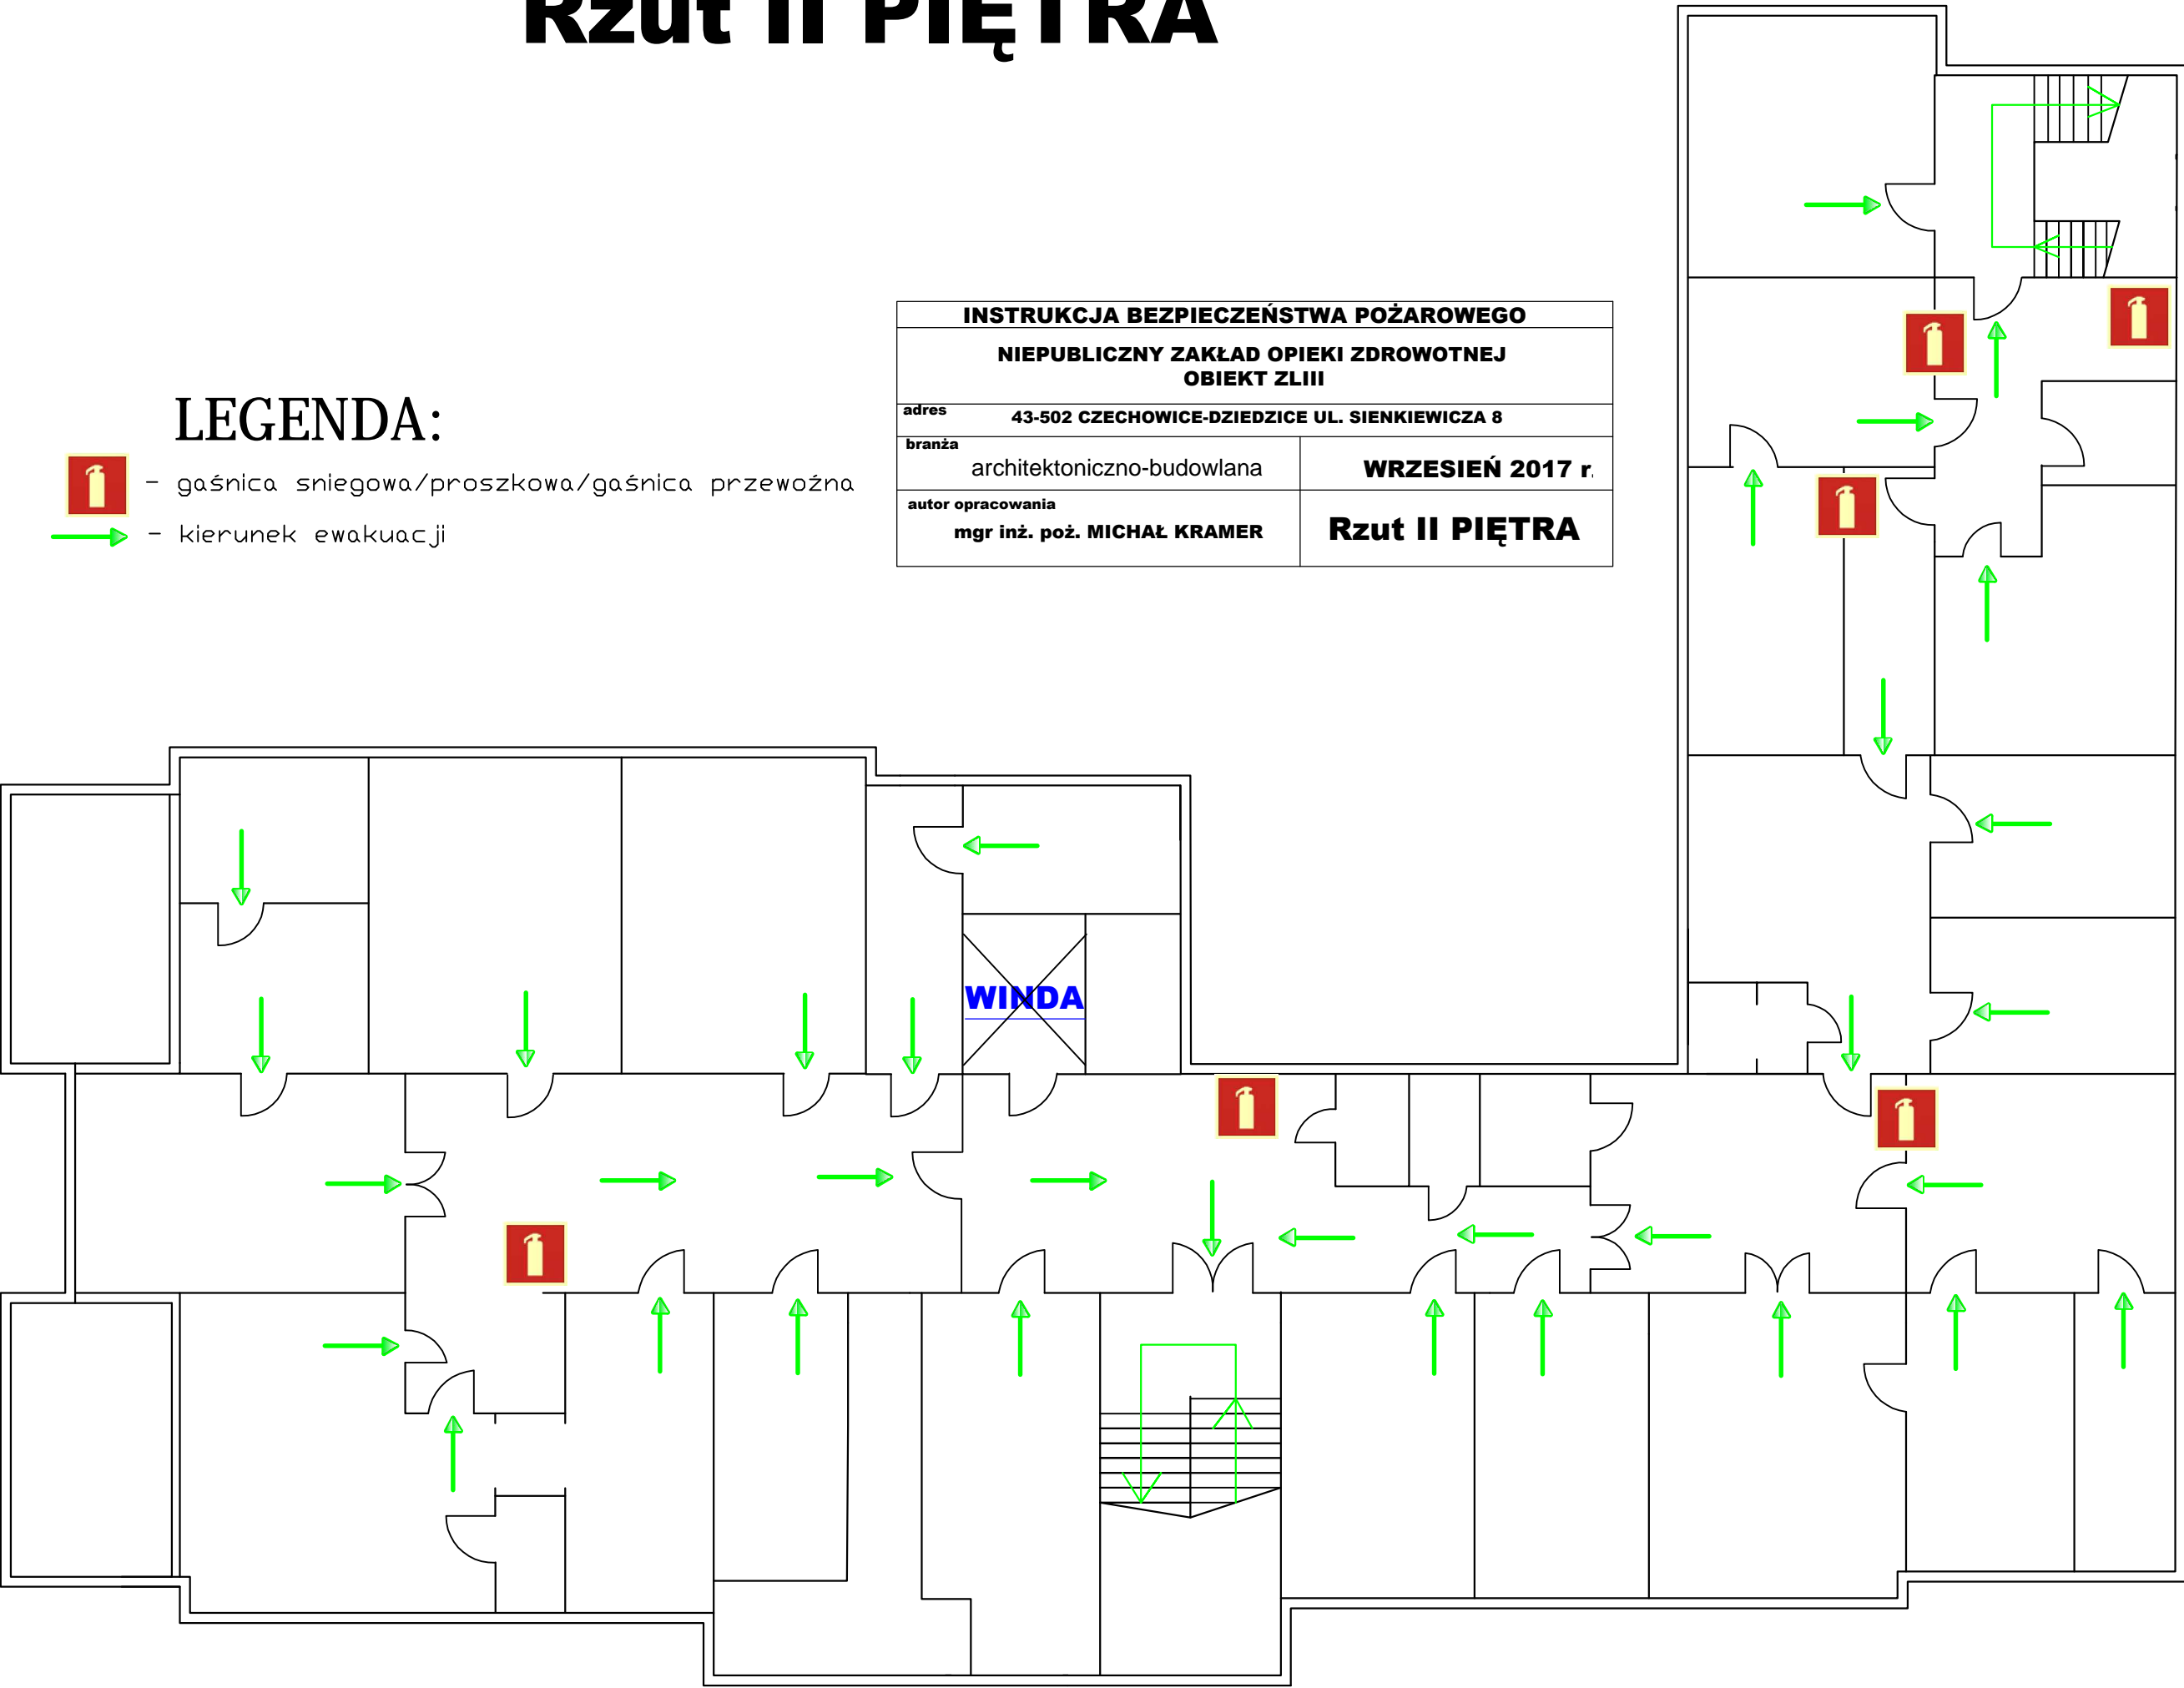 Rzut II PIĘTRA
INSTRUKCJA BEZPIECZEŃSTWA POŻAROWEGO
NIEPUBLICZNY ZAKŁAD OPIEKI ZDROWOTNEJ
OBIEKT ZLIII
adres
43-502 CZECHOWICE-DZIEDZICE UL. SIENKIEWICZA 8
branża
architektoniczno-budowlana
WRZESIEŃ 2017 r.
autor opracowania
mgr inż. poż. MICHAŁ KRAMER
Rzut II PIĘTRA
LEGENDA:
- gaśnica sniegowa/proszkowa/gaśnica przewoźna
- kierunek ewakuacji
WINDA